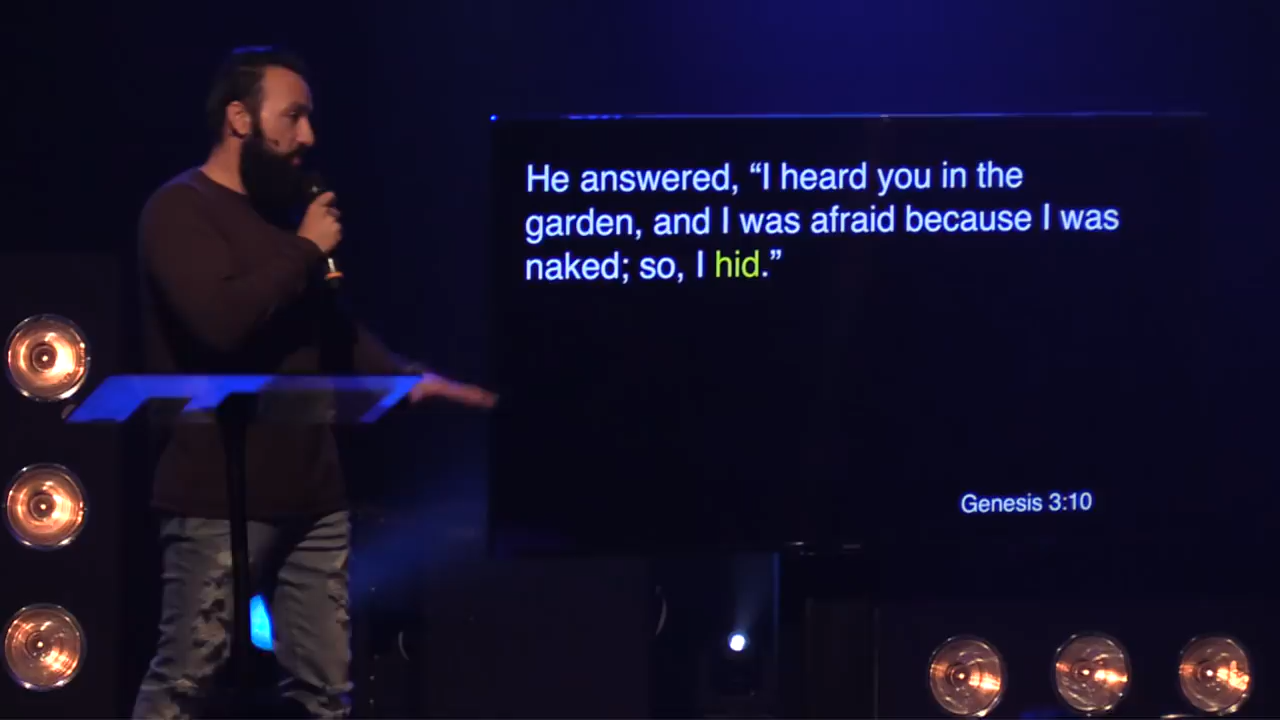 He answered, “I heard you in the
garden, and I was afraid because I was
naked; so, I hid.”
Genesis 3:10